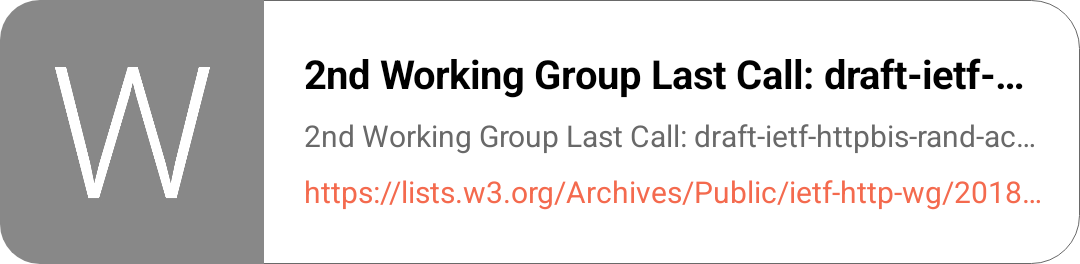 W
2nd Working Group Last Call: draft-ietf-...
2nd Working Group Last Call: draft-ietf-httpbis-rand-ac...
https://lists.w3.org/Archives/Public/ietf-http-wg/2018...